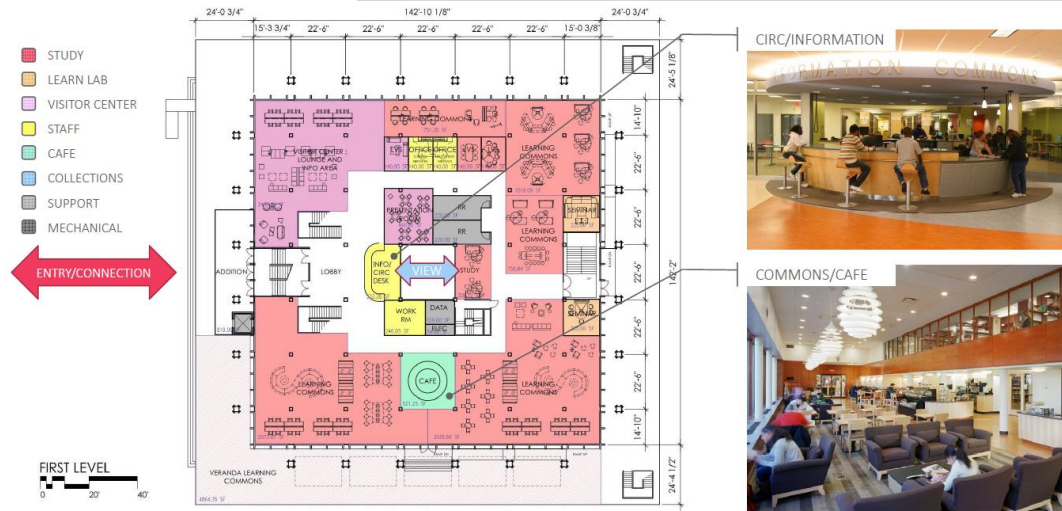 24'-0 3/4"
142'-10 1/8"
24'-0 3/4"
15'-3 3/4"
22'-6"
22'-6"
22'-6"
22'-6"
22'-6"
15'-0 3/8"
STUDY
LEARN LAB
VISITOR CENTER
STAFF
CAFE
COLLECTIONS
SUPPORT
MECHANICAL
ENTRY/CONNECTION
24'-5 1/8"
14'-10"
22'-6"
22'-6"
22'-6"
22'-6"
22'-6"
14'-10"
24'-4 1/2"
LEARNING COMMONS
VISITOR CENTER :
LOUNGE AND
INFO AREA
OFFICE
OFFICE
LEARNING
COMMONS
PRESENTATION
RR
RR
SEMINAR
LEARNING
COMMONS
ADDITION
LOBBY
INFO/
CIRC
DESK
VIEW
STUDY
WORK
RM
DATA
ELEC
SEMINAR
LEARNING
COMMONS
CAFE
LEARNING
COMMONS
VERANDA LEARNING
COMMONS
4864.35 SF
FIRST LEVEL
0
20'
40'
CIRC/INFORMATION
FORMATION COMMONS
COMMONS/CAFE